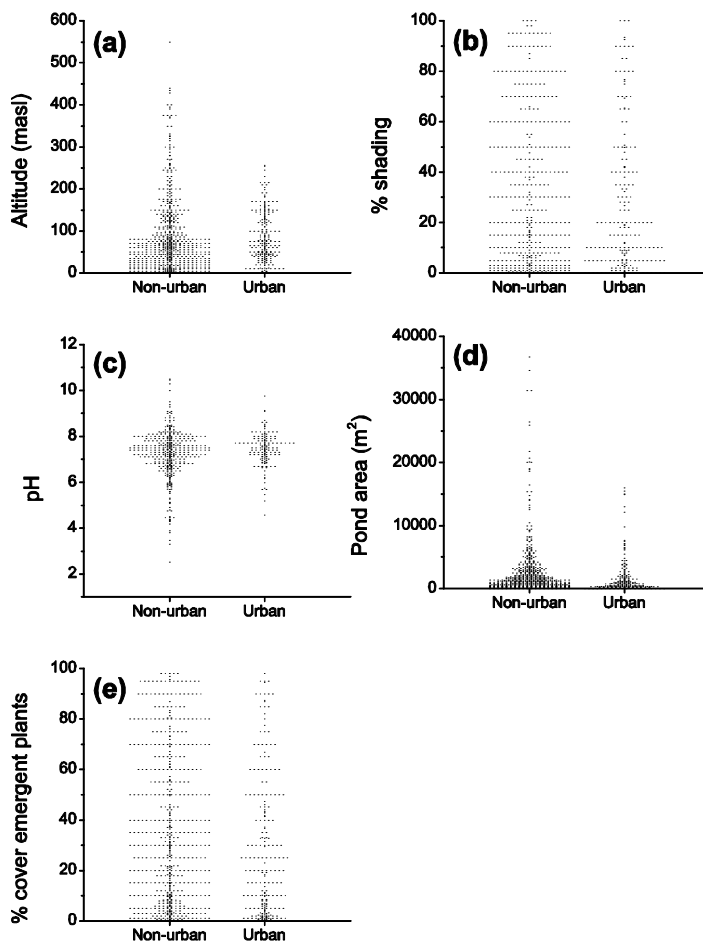 (a)
Altitude (masl)
600
500
400
300
200
100
0
Non-urban Urban
(b)
% shading
100
80
60
40
20
0
Non-urban Urban
(c)
pH
12
10
8
6
4
2
Non-urban Urban
(d)
Pond area (m²)
40000
30000
20000
10000
0
Non-urban Urban
(e)
% cover emergent plants
100
80
60
40
20
0
Non-urban Urban